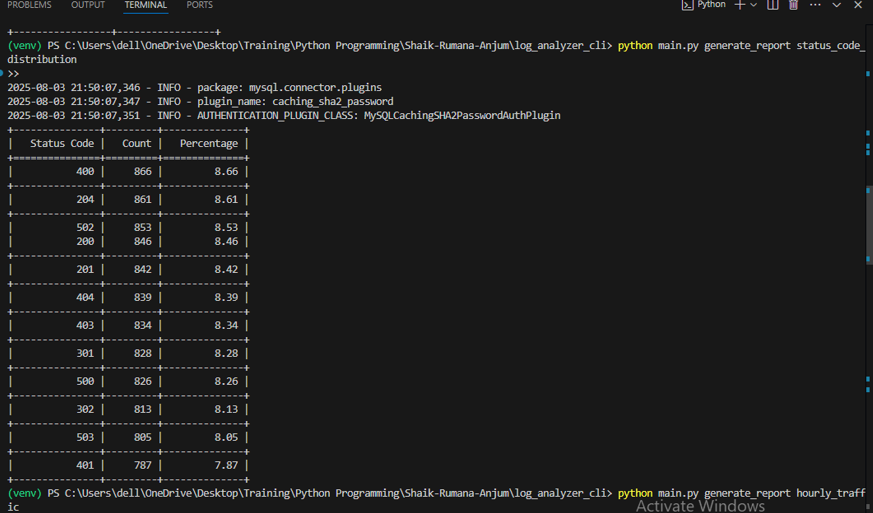 PROBLEMS OUTPUT TERMINAL PORTS Python
+-----------------+-----------------+
(venv) PS C:\Users\dell\OneDrive\Desktop\Training\Python Programming\Shaik-Rumana-Anjum\log_analyzer_cli> python main.py generate_report status_code_
distribution
>>
2025-08-03 21:50:07,346 - INFO - package: mysql.connector.plugins
2025-08-03 21:50:07,347 - INFO - plugin_name: caching_sha2_password
2025-08-03 21:50:07,351 - INFO - AUTHENTICATION_PLUGIN_CLASS: MySQLCachingSHA2PasswordAuthPlugin
+---------------+---------+--------------+
|   Status Code |   Count |   Percentage |
+===============+=========+==============+
|           400 |     866 |         8.66 |
+---------------+---------+--------------+
|           204 |     861 |         8.61 |
+---------------+---------+--------------+
|           502 |     853 |         8.53 |
|           200 |     846 |         8.46 |
+---------------+---------+--------------+
|           201 |     842 |         8.42 |
+---------------+---------+--------------+
|           404 |     839 |         8.39 |
+---------------+---------+--------------+
|           403 |     834 |         8.34 |
+---------------+---------+--------------+
|           301 |     828 |         8.28 |
+---------------+---------+--------------+
|           500 |     826 |         8.26 |
+---------------+---------+--------------+
|           302 |     813 |         8.13 |
+---------------+---------+--------------+
|           503 |     805 |         8.05 |
+---------------+---------+--------------+
|           401 |     787 |         7.87 |
+---------------+---------+--------------+
(venv) PS C:\Users\dell\OneDrive\Desktop\Training\Python Programming\Shaik-Rumana-Anjum\log_analyzer_cli> python main.py generate_report hourly_traff
ic
Activate Windows